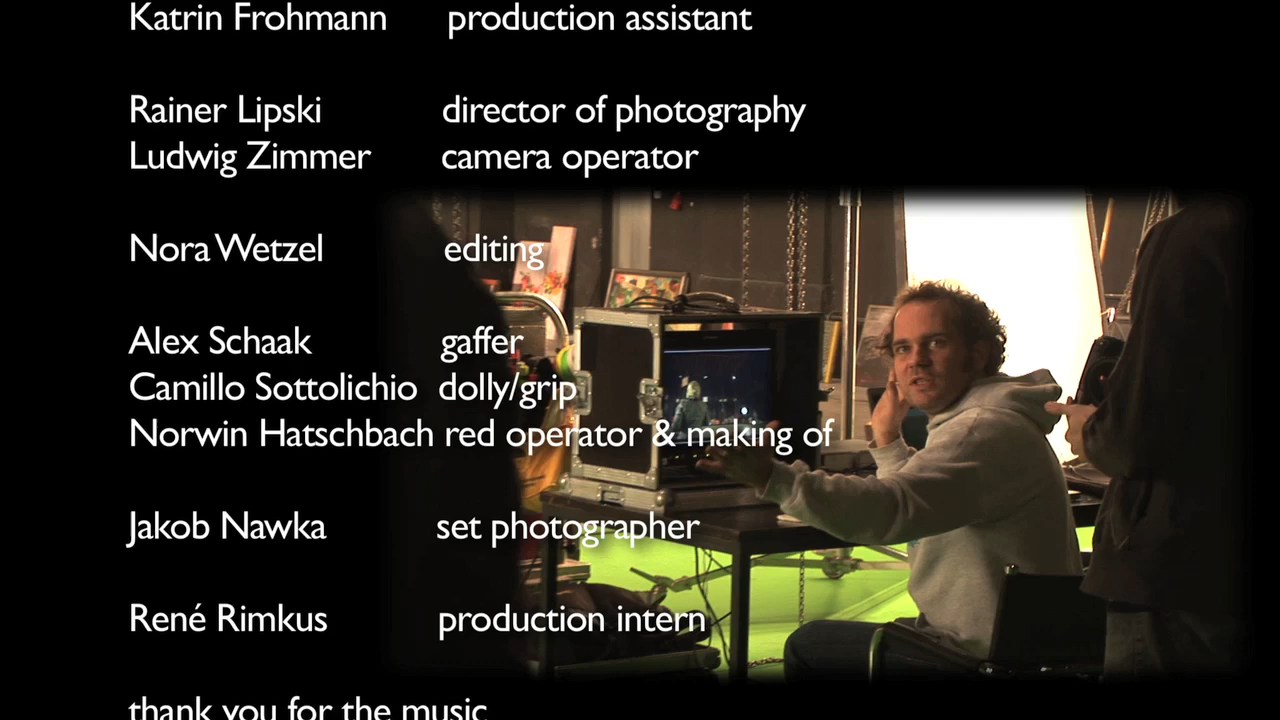 Katrin Frohmann production assistant
Rainer Lipski director of photography
Ludwig Zimmer camera operator
Nora Wetzel editing
Alex Schaak gaffer
Camillo Sottolichio dolly/grip
Norwin Hatschbach red operator & making of
Jakob Nawka set photographer
René Rimkus production intern
thank you for the music